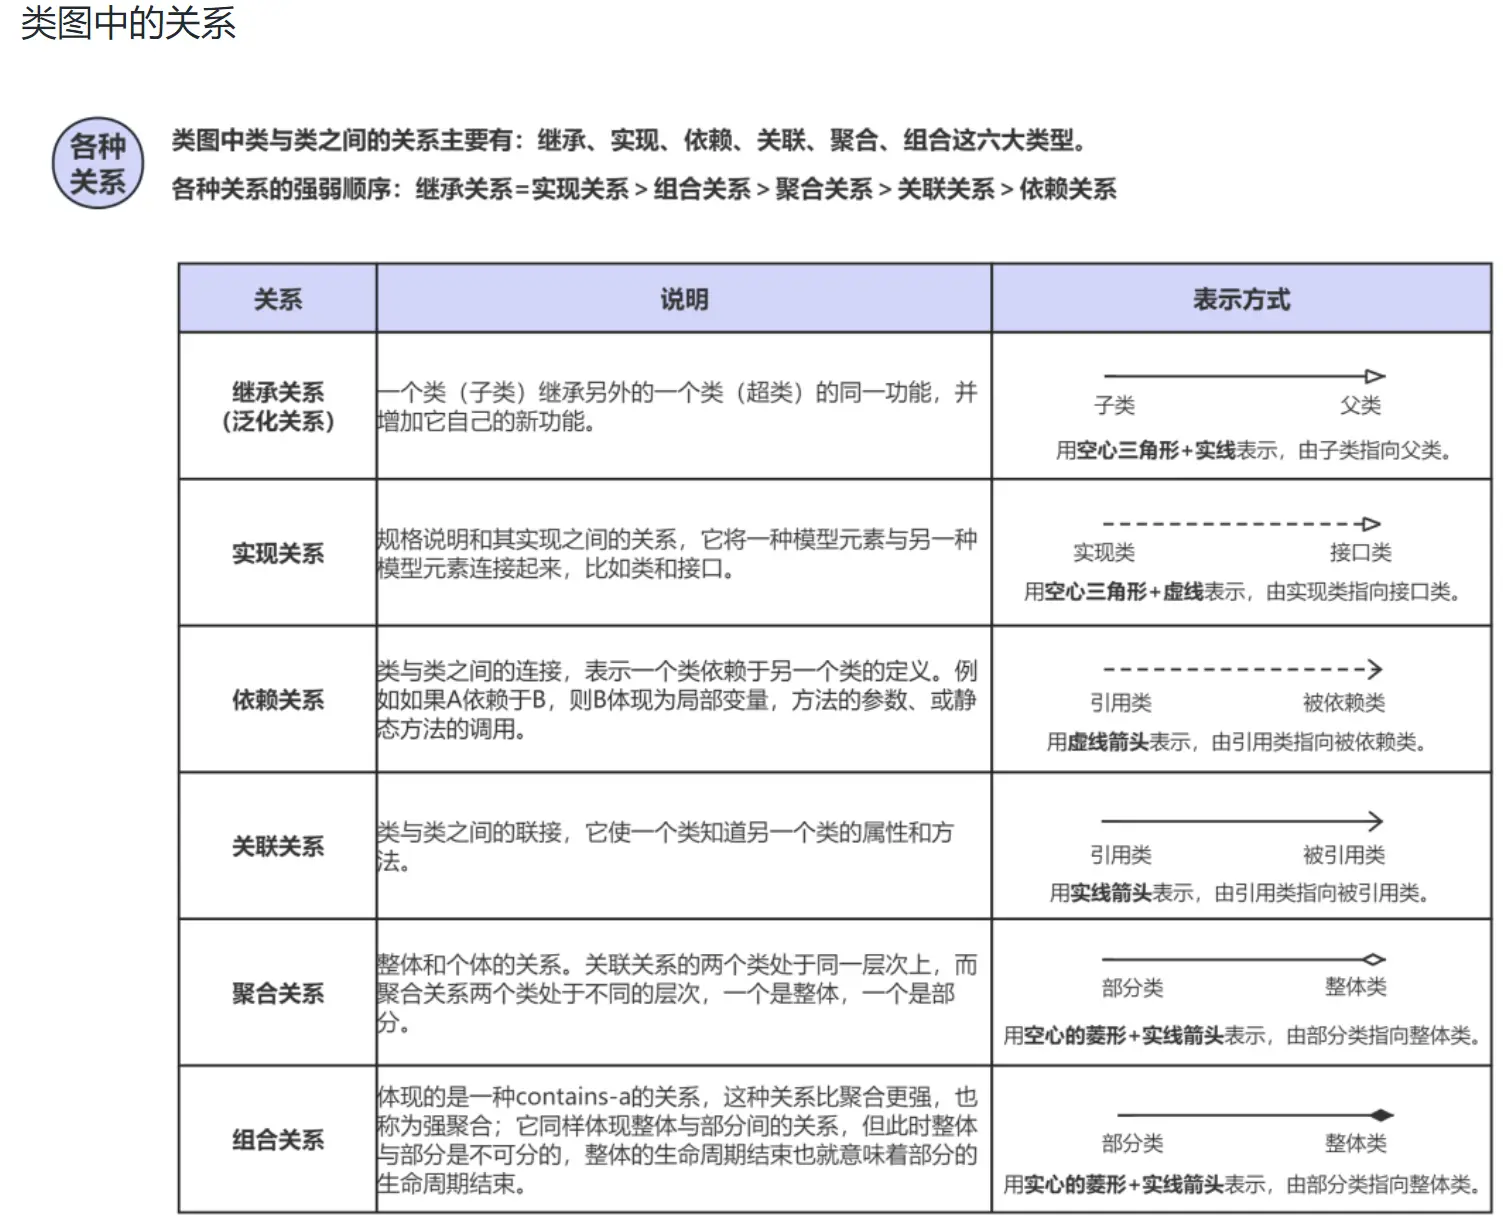 类图中的关系
各种
关系
类图中类与类之间的关系主要有：继承、实现、依赖、关联、聚合、组合这六大类型。
各种关系的强弱顺序：继承关系=实现关系>组合关系>聚合关系>关联关系>依赖关系
关系
说明
表示方式
继承关系
（泛化关系）
一个类（子类）继承另外的一个类（超类）的同一功能，并
增加它自己的新功能。
子类
父类
用空心三角形+实线表示，由子类指向父类。
实现关系
规格说明和其实现之间的关系，它将一种模型元素与另一种
模型元素连接起来，比如类和接口。
实现类
接口类
用空心三角形+虚线表示，由实现类指向接口类。
依赖关系
类与类之间的连接，表示一个类依赖于另一个类的定义。例
如如果A依赖于B，则B体现为局部变量，方法的参数、或静
态方法的调用。
引用类
被依赖类
用虚线箭头表示，由引用类指向被依赖类。
关联关系
类与类之间的联接，它使一个类知道另一个类的属性和方
法。
引用类
被引用类
用实线箭头表示，由引用类指向被引用类。
聚合关系
整体和个体的关系。关联关系的两个类处于同一层次上，而
聚合关系两个类处于不同的层次，一个是整体，一个是部
分。
部分类
整体类
用空心的菱形+实线箭头表示，由部分类指向整体类。
组合关系
体现的是一种contains-a的关系，这种关系比聚合更强，也
称为强聚合；它同样体现整体与部分间的关系，但此时整体
与部分是不可分的，整体的生命周期结束也就意味着部分的
生命周期结束。
部分类
整体类
用实心的菱形+实线箭头表示，由部分类指向整体类。